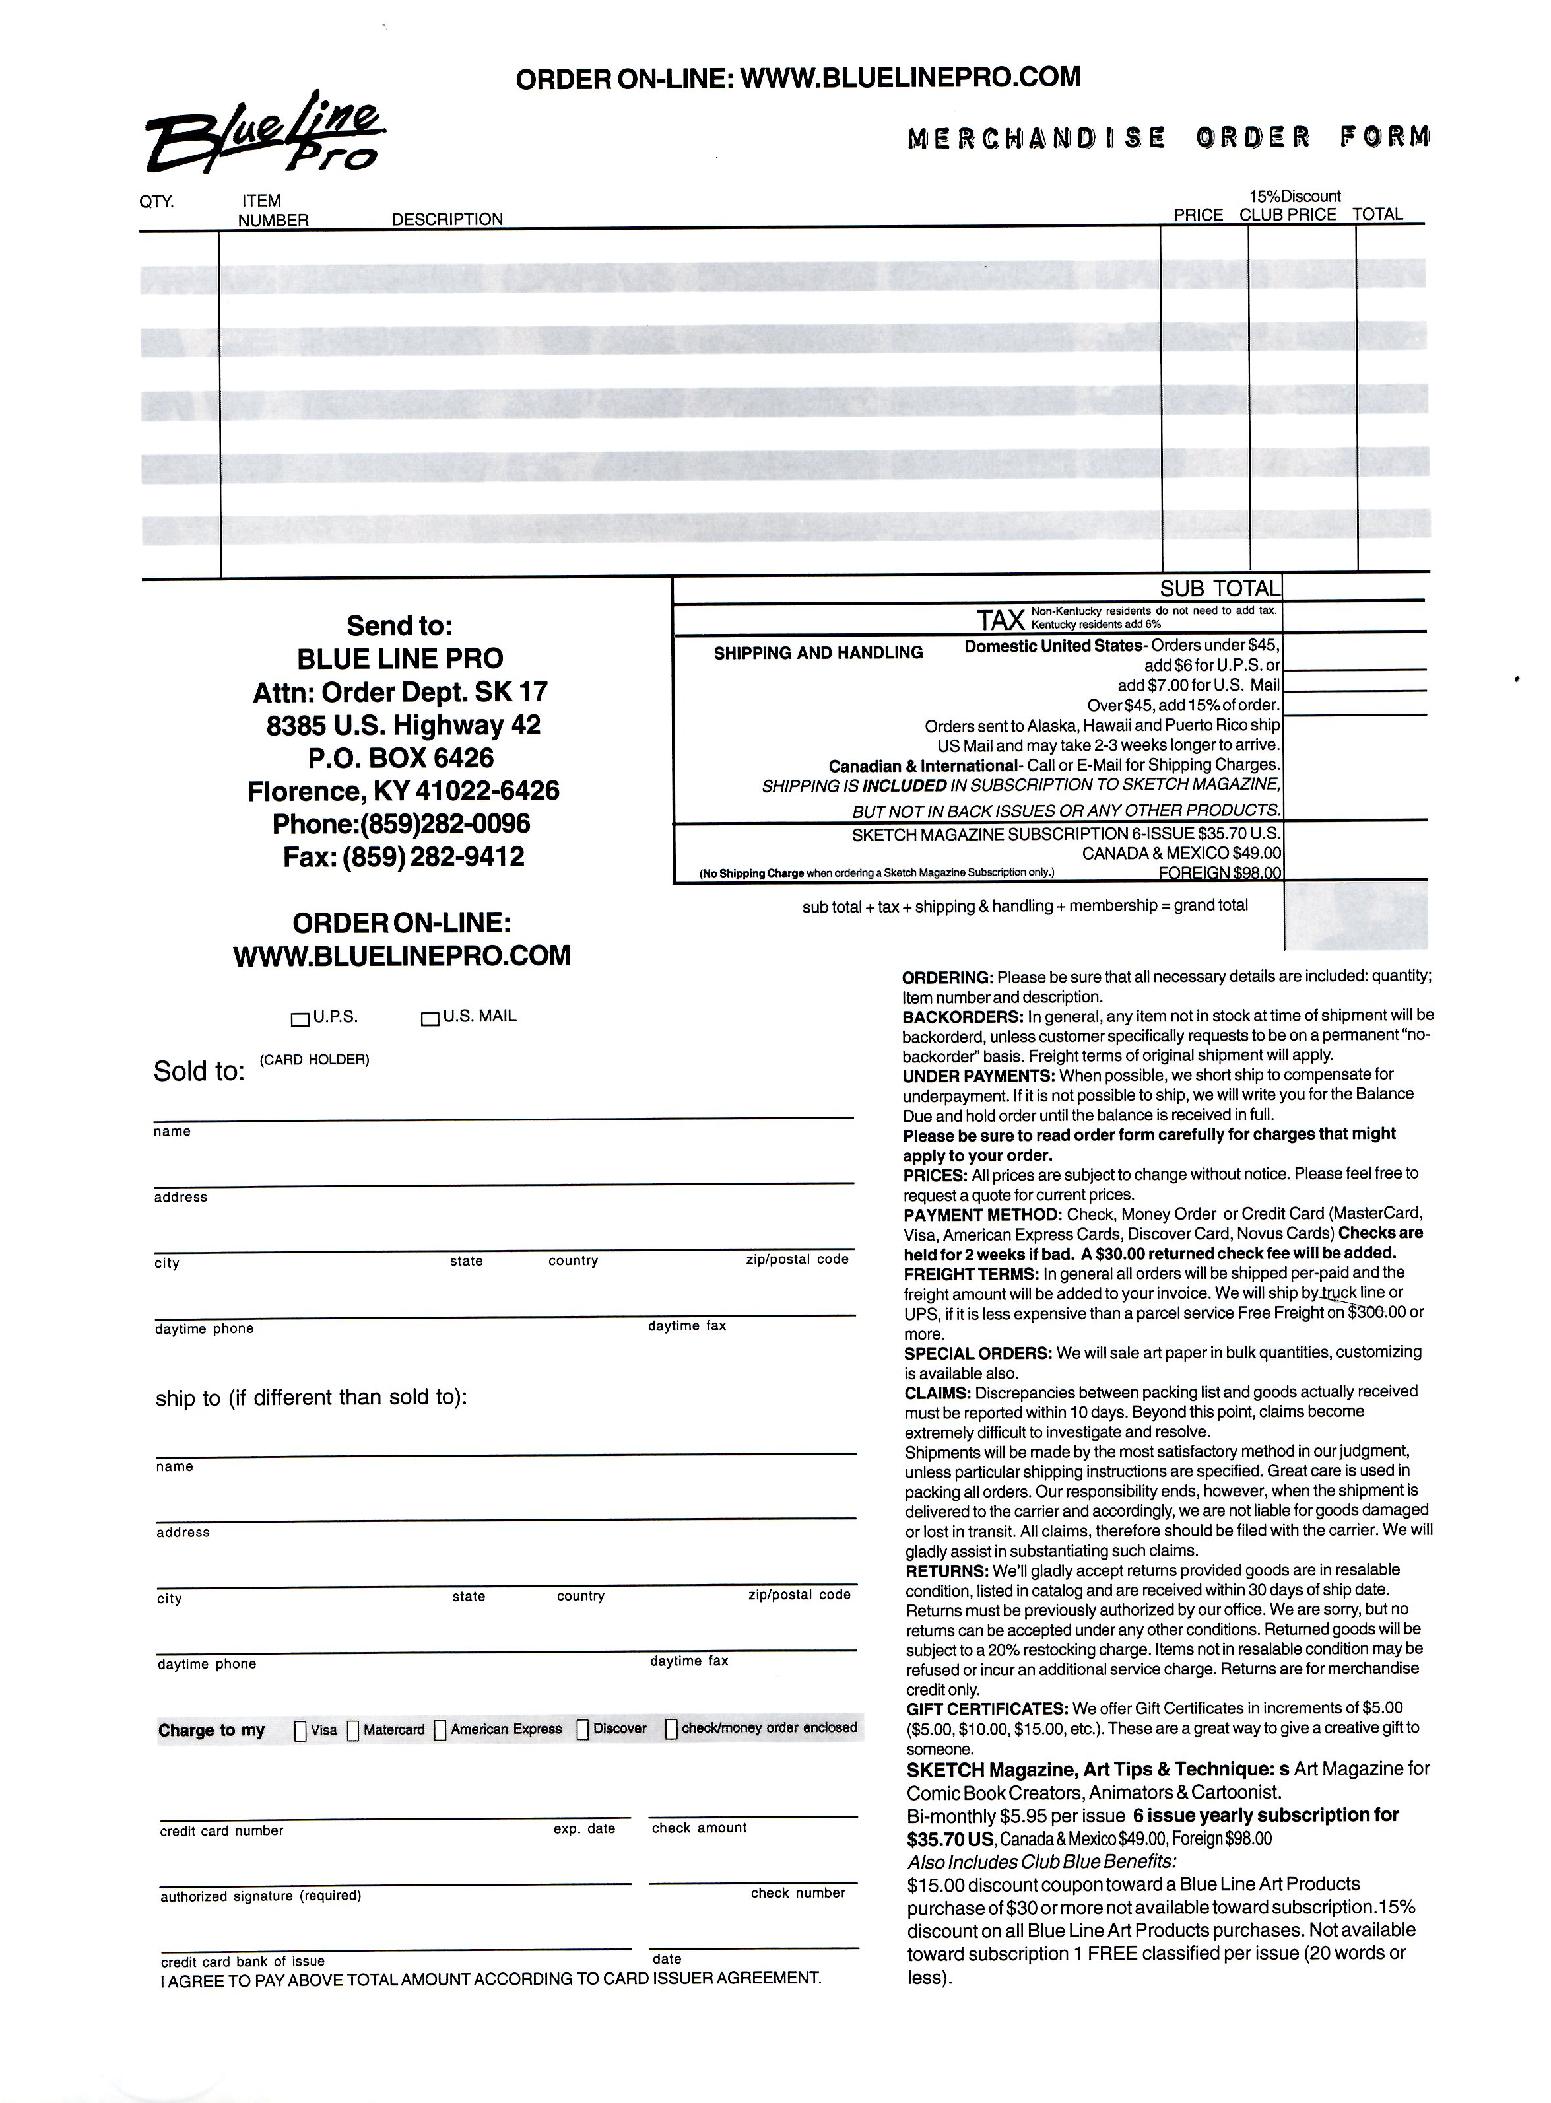 ORDER ON-LINE: WWW.BLUELINEPRO.COM
Blue Line
Pro
MERCHANDISE ORDER FORM
QTY.
ITEM
NUMBER
DESCRIPTION
PRICE
15% Discount
CLUB PRICE
TOTAL
SUB TOTAL
TAX Non-Kentucky residents do not need to add tax.
Kentucky residents add 6%
SHIPPING AND HANDLING Domestic United States- Orders under $45,
add $6 for U.P.S. or
add $7.00 for U.S. Mail
Over $45, add 15% of order.
Orders sent to Alaska, Hawaii and Puerto Rico ship
US Mail and may take 2-3 weeks longer to arrive.
Canadian & International- Call or E-Mail for Shipping Charges.
SHIPPING IS INCLUDED IN SUBSCRIPTION TO SKETCH MAGAZINE,
BUT NOT IN BACK ISSUES OR ANY OTHER PRODUCTS.
SKETCH MAGAZINE SUBSCRIPTION 6-ISSUE $35.70 U.S.
CANADA & MEXICO $49.00
(No Shipping Charge when ordering a Sketch Magazine Subscription only.) FOREIGN $98.00
sub total + tax + shipping & handling + membership = grand total
Send to:
BLUE LINE PRO
Attn: Order Dept. SK 17
8385 U.S. Highway 42
P.O. BOX 6426
Florence, KY 41022-6426
Phone:(859)282-0096
Fax: (859) 282-9412
ORDER ON-LINE:
WWW.BLUELINEPRO.COM
U.P.S. U.S. MAIL
Sold to: (CARD HOLDER)
name
address
city state country zip/postal code
daytime phone daytime fax
ship to (if different than sold to):
name
address
city state country zip/postal code
daytime phone daytime fax
Charge to my Visa Matercard American Express Discover check/money order enclosed
credit card number exp. date check amount
authorized signature (required) check number
credit card bank of issue date
I AGREE TO PAY ABOVE TOTAL AMOUNT ACCORDING TO CARD ISSUER AGREEMENT.
ORDERING: Please be sure that all necessary details are included: quantity;
Item number and description.
BACKORDERS: In general, any item not in stock at time of shipment will be
backorderd, unless customer specifically requests to be on a permanent "no-
backorder" basis. Freight terms of original shipment will apply.
UNDER PAYMENTS: When possible, we short ship to compensate for
underpayment. If it is not possible to ship, we will write you for the Balance
Due and hold order until the balance is received in full.
Please be sure to read order form carefully for charges that might
apply to your order.
PRICES: All prices are subject to change without notice. Please feel free to
request a quote for current prices.
PAYMENT METHOD: Check, Money Order or Credit Card (MasterCard,
Visa, American Express Cards, Discover Card, Novus Cards) Checks are
held for 2 weeks if bad. A $30.00 returned check fee will be added.
FREIGHT TERMS: In general all orders will be shipped per-paid and the
freight amount will be added to your invoice. We will ship by truck line or
UPS, if it is less expensive than a parcel service Free Freight on $300.00 or
more.
SPECIAL ORDERS: We will sale art paper in bulk quantities, customizing
is available also.
CLAIMS: Discrepancies between packing list and goods actually received
must be reported within 10 days. Beyond this point, claims become
extremely difficult to investigate and resolve.
Shipments will be made by the most satisfactory method in our judgment,
unless particular shipping instructions are specified. Great care is used in
packing all orders. Our responsibility ends, however, when the shipment is
delivered to the carrier and accordingly, we are not liable for goods damaged
or lost in transit. All claims, therefore should be filed with the carrier. We will
gladly assist in substantiating such claims.
RETURNS: We'll gladly accept returns provided goods are in resalable
condition, listed in catalog and are received within 30 days of ship date.
Returns must be previously authorized by our office. We are sorry, but no
returns can be accepted under any other conditions. Returned goods will be
subject to a 20% restocking charge. Items not in resalable condition may be
refused or incur an additional service charge. Returns are for merchandise
credit only.
GIFT CERTIFICATES: We offer Gift Certificates in increments of $5.00
($5.00, $10.00, $15.00, etc.). These are a great way to give a creative gift to
someone.
SKETCH Magazine, Art Tips & Technique: s Art Magazine for
Comic Book Creators, Animators & Cartoonist.
Bi-monthly $5.95 per issue 6 issue yearly subscription for
$35.70 US, Canada & Mexico $49.00, Foreign $98.00
Also Includes Club Blue Benefits:
$15.00 discount coupon toward a Blue Line Art Products
purchase of $30 or more not available toward subscription.15%
discount on all Blue Line Art Products purchases. Not available
toward subscription 1 FREE classified per issue (20 words or
less).